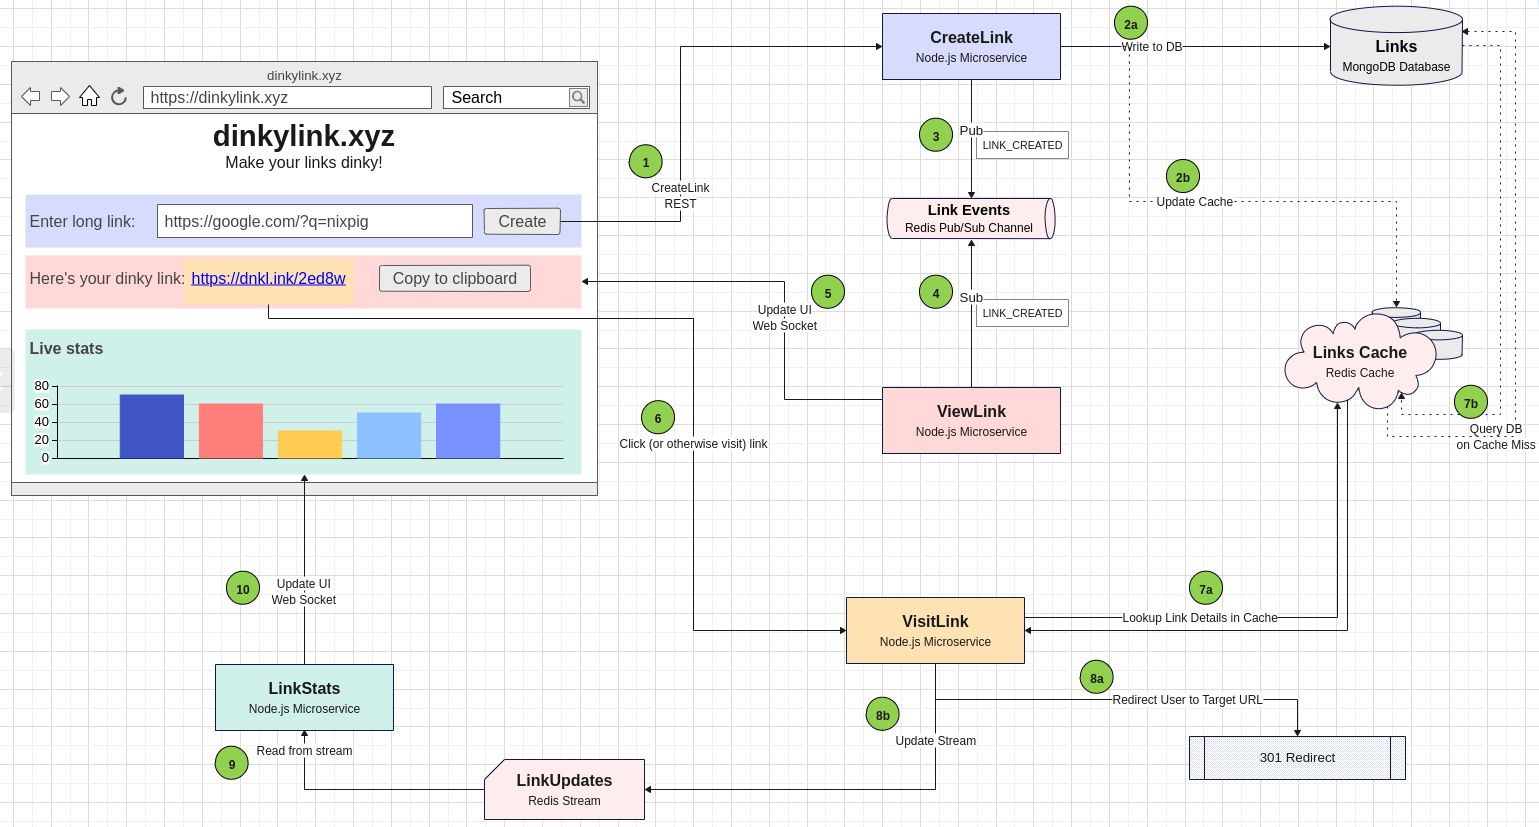 dinkylink.xyz
https://dinkylink.xyz
Search
dinkylink.xyz
Make your links dinky!
Enter long link:
https://google.com/?q=nixpig
Create
Here's your dinky link:
https://dnkl.ink/2ed8w
Copy to clipboard
Live stats
80
60
40
20
0
1
CreateLink
REST
CreateLink
Node.js Microservice
2a
Write to DB
Links
MongoDB Database
2b
Update Cache
3
Pub
LINK_CREATED
Link Events
Redis Pub/Sub Channel
4
Sub
LINK_CREATED
5
Update UI
Web Socket
ViewLink
Node.js Microservice
Links Cache
Redis Cache
7b
Query DB
on Cache Miss
6
Click (or otherwise visit) link
7a
Lookup Link Details in Cache
VisitLink
Node.js Microservice
8a
Redirect User to Target URL
301 Redirect
8b
Update Stream
LinkUpdates
Redis Stream
9
Read from stream
LinkStats
Node.js Microservice
10
Update UI
Web Socket